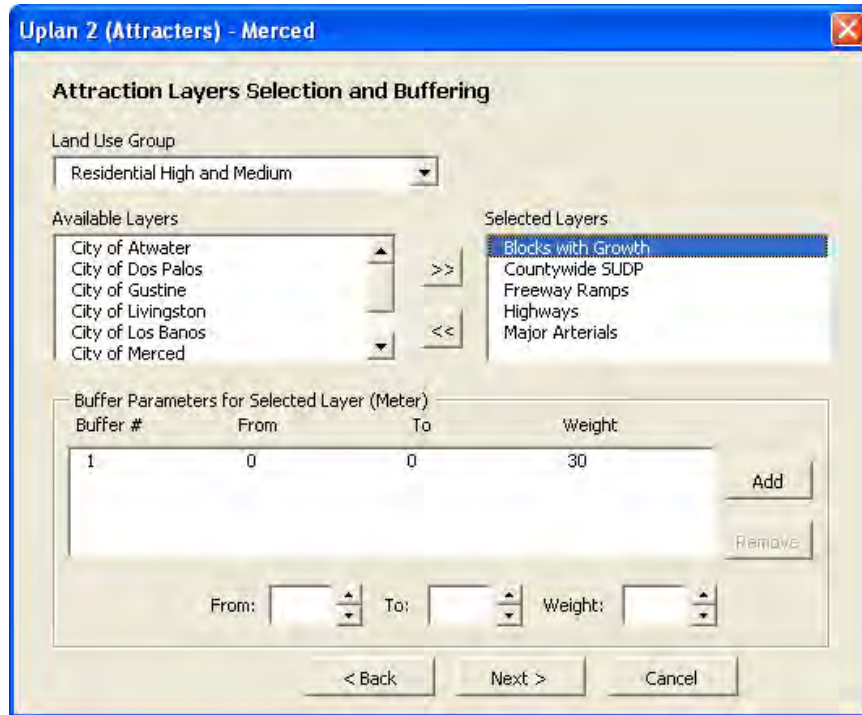 Uplan 2 (Attracters) - Merced
Attraction Layers Selection and Buffering
Land Use Group
Residential High and Medium
Available Layers
Selected Layers
City of Atwater
City of Dos Palos
City of Gustine
City of Livingston
City of Los Banos
City of Merced
>>
<<
Blocks with Growth
Countywide SUDP
Freeway Ramps
Highways
Major Arterials
Buffer Parameters for Selected Layer (Meter)
Buffer # From To Weight
1 0 0 30
Add
Remove
From: To: Weight:
< Back Next > Cancel